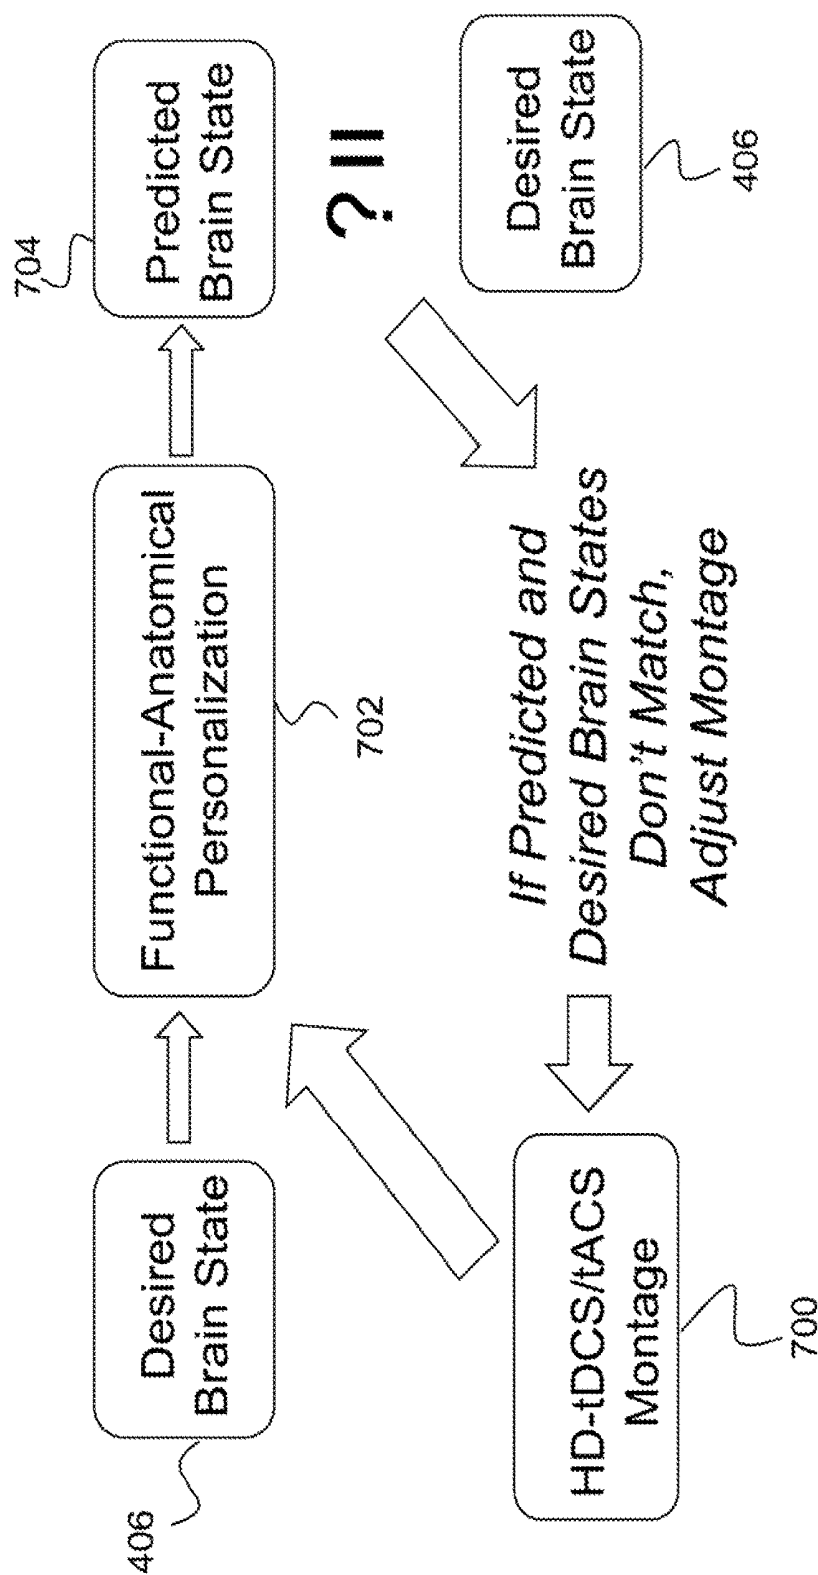 406
Desired
Brain State
Functional-Anatomical
Personalization
702
704
Predicted
Brain State
? =
Desired
Brain State
406
If Predicted and
Desired Brain States
Don't Match,
Adjust Montage
HD-tDCS/tACS
Montage
700